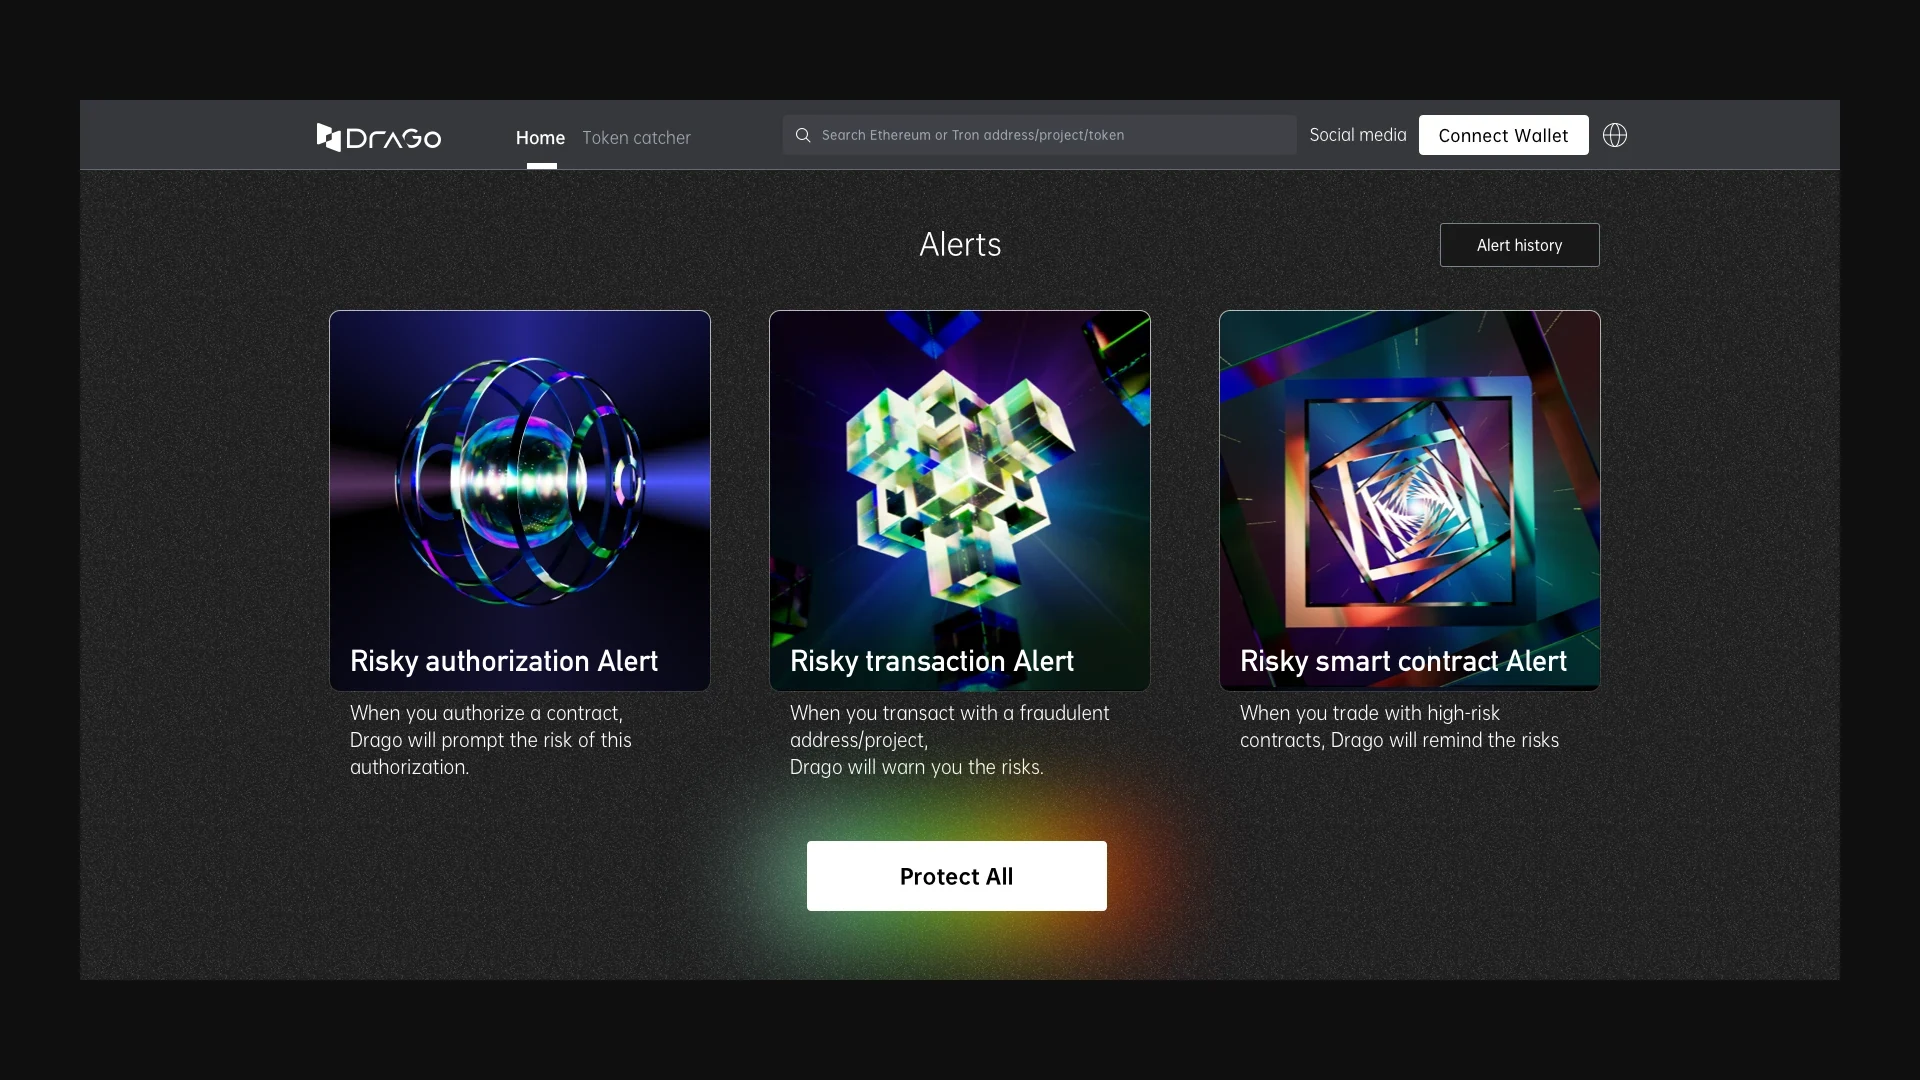 Drago
Home
Token catcher
Search Ethereum or Tron address/project/token
Social media
Connect Wallet
Alerts
Alert history
Risky authorization Alert
When you authorize a contract,
Drago will prompt the risk of this
authorization.
Risky transaction Alert
When you transact with a fraudulent
address/project,
Drago will warn you the risks.
Risky smart contract Alert
When you trade with high-risk
contracts, Drago will remind the risks
Protect All